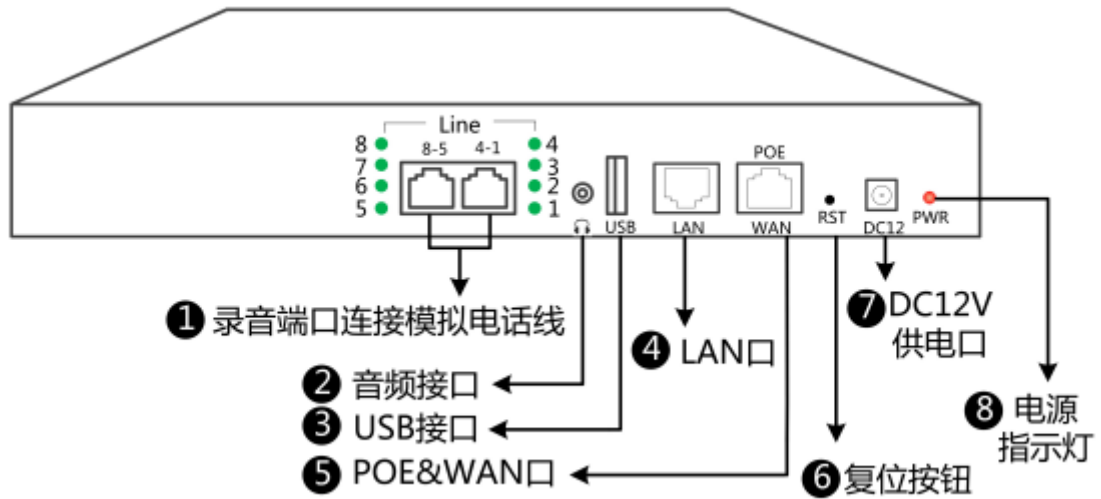 Line
8
8-5
4-1
4
7
3
6
2
5
1
POE
USB
LAN
WAN
RST
DC12
PWR
❶ 录音端口连接模拟电话线
❷ 音频接口
❸ USB接口
❺ POE&WAN口
❹ LAN口
❼ DC12V
供电口
❻ 复位按钮
❽ 电源
指示灯